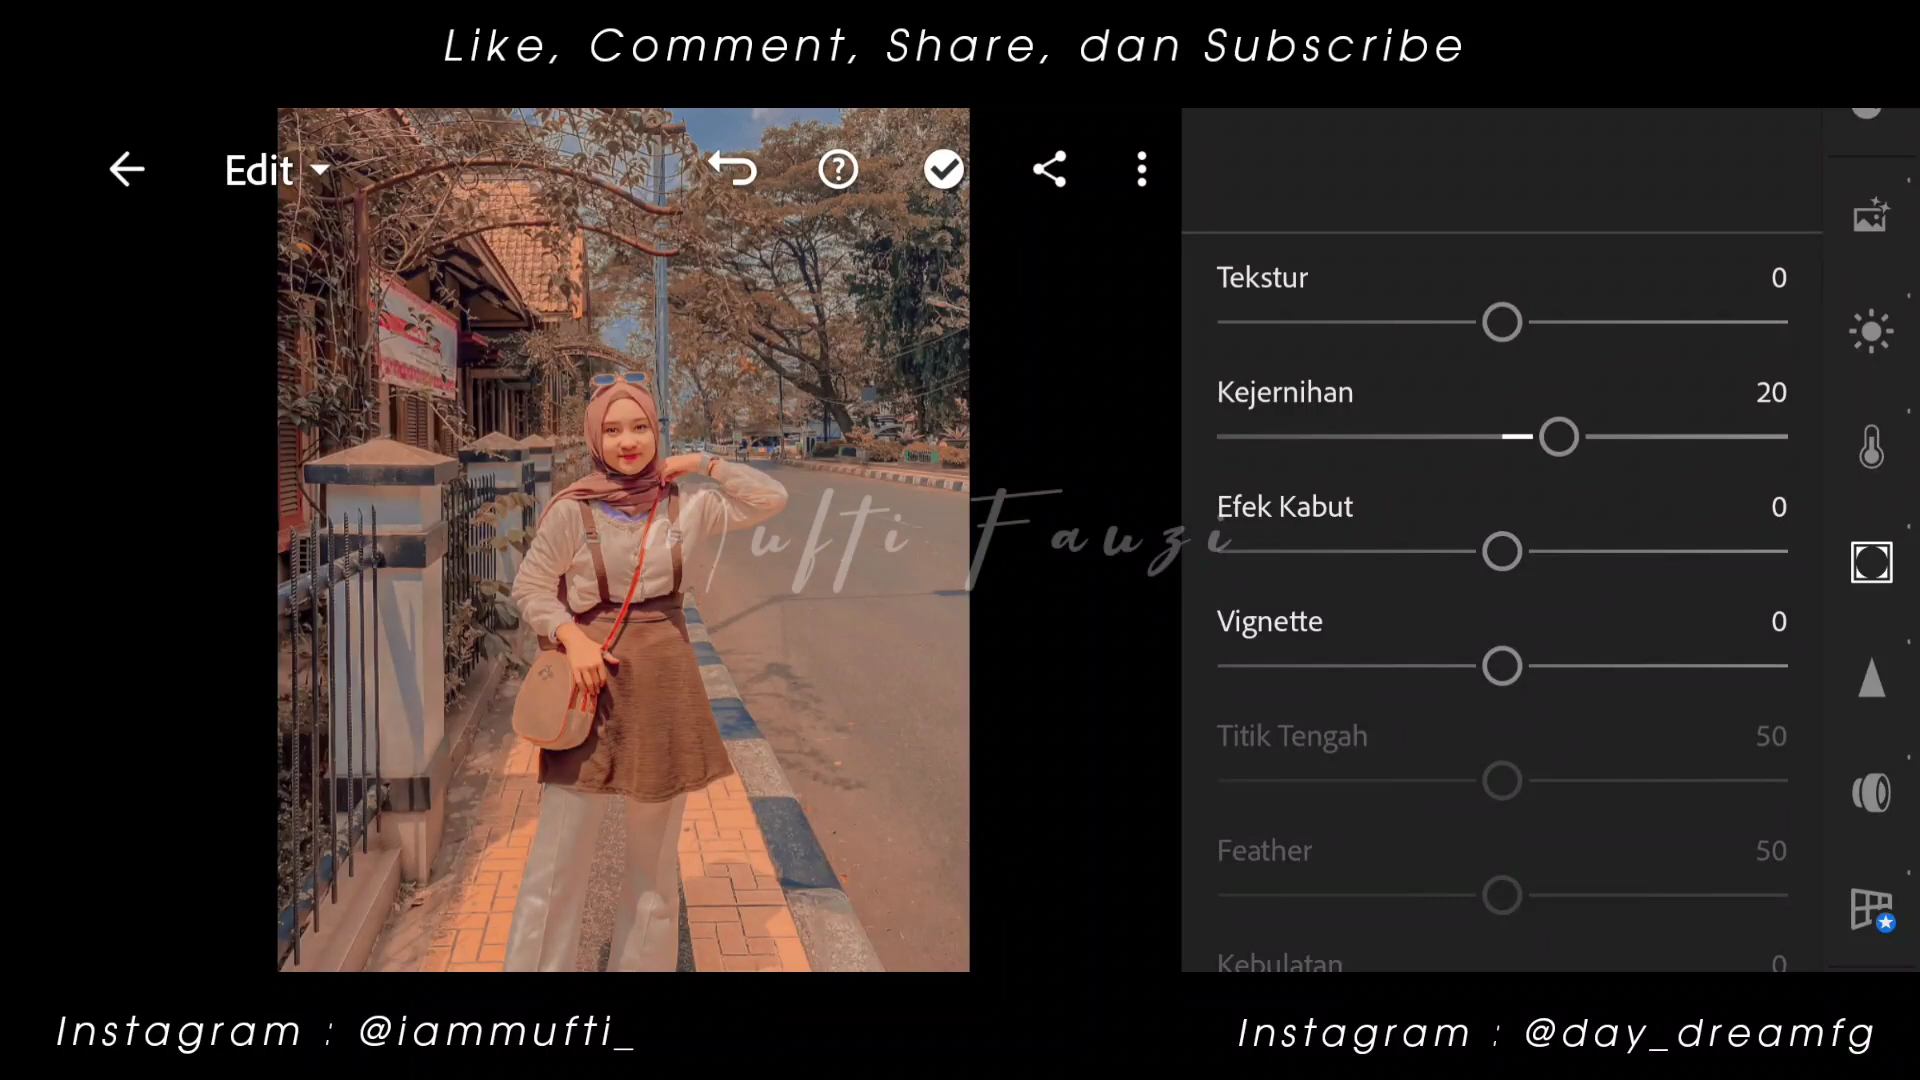 Like, Comment, Share, dan Subscribe
Edit
Tekstur 0
Kejernihan 20
Efek Kabut 0
Vignette 0
Titik Tengah 50
Feather 50
Kebulatan 0
Mufti Fauzi
Instagram : @iammufti_
Instagram : @day_dreamfg